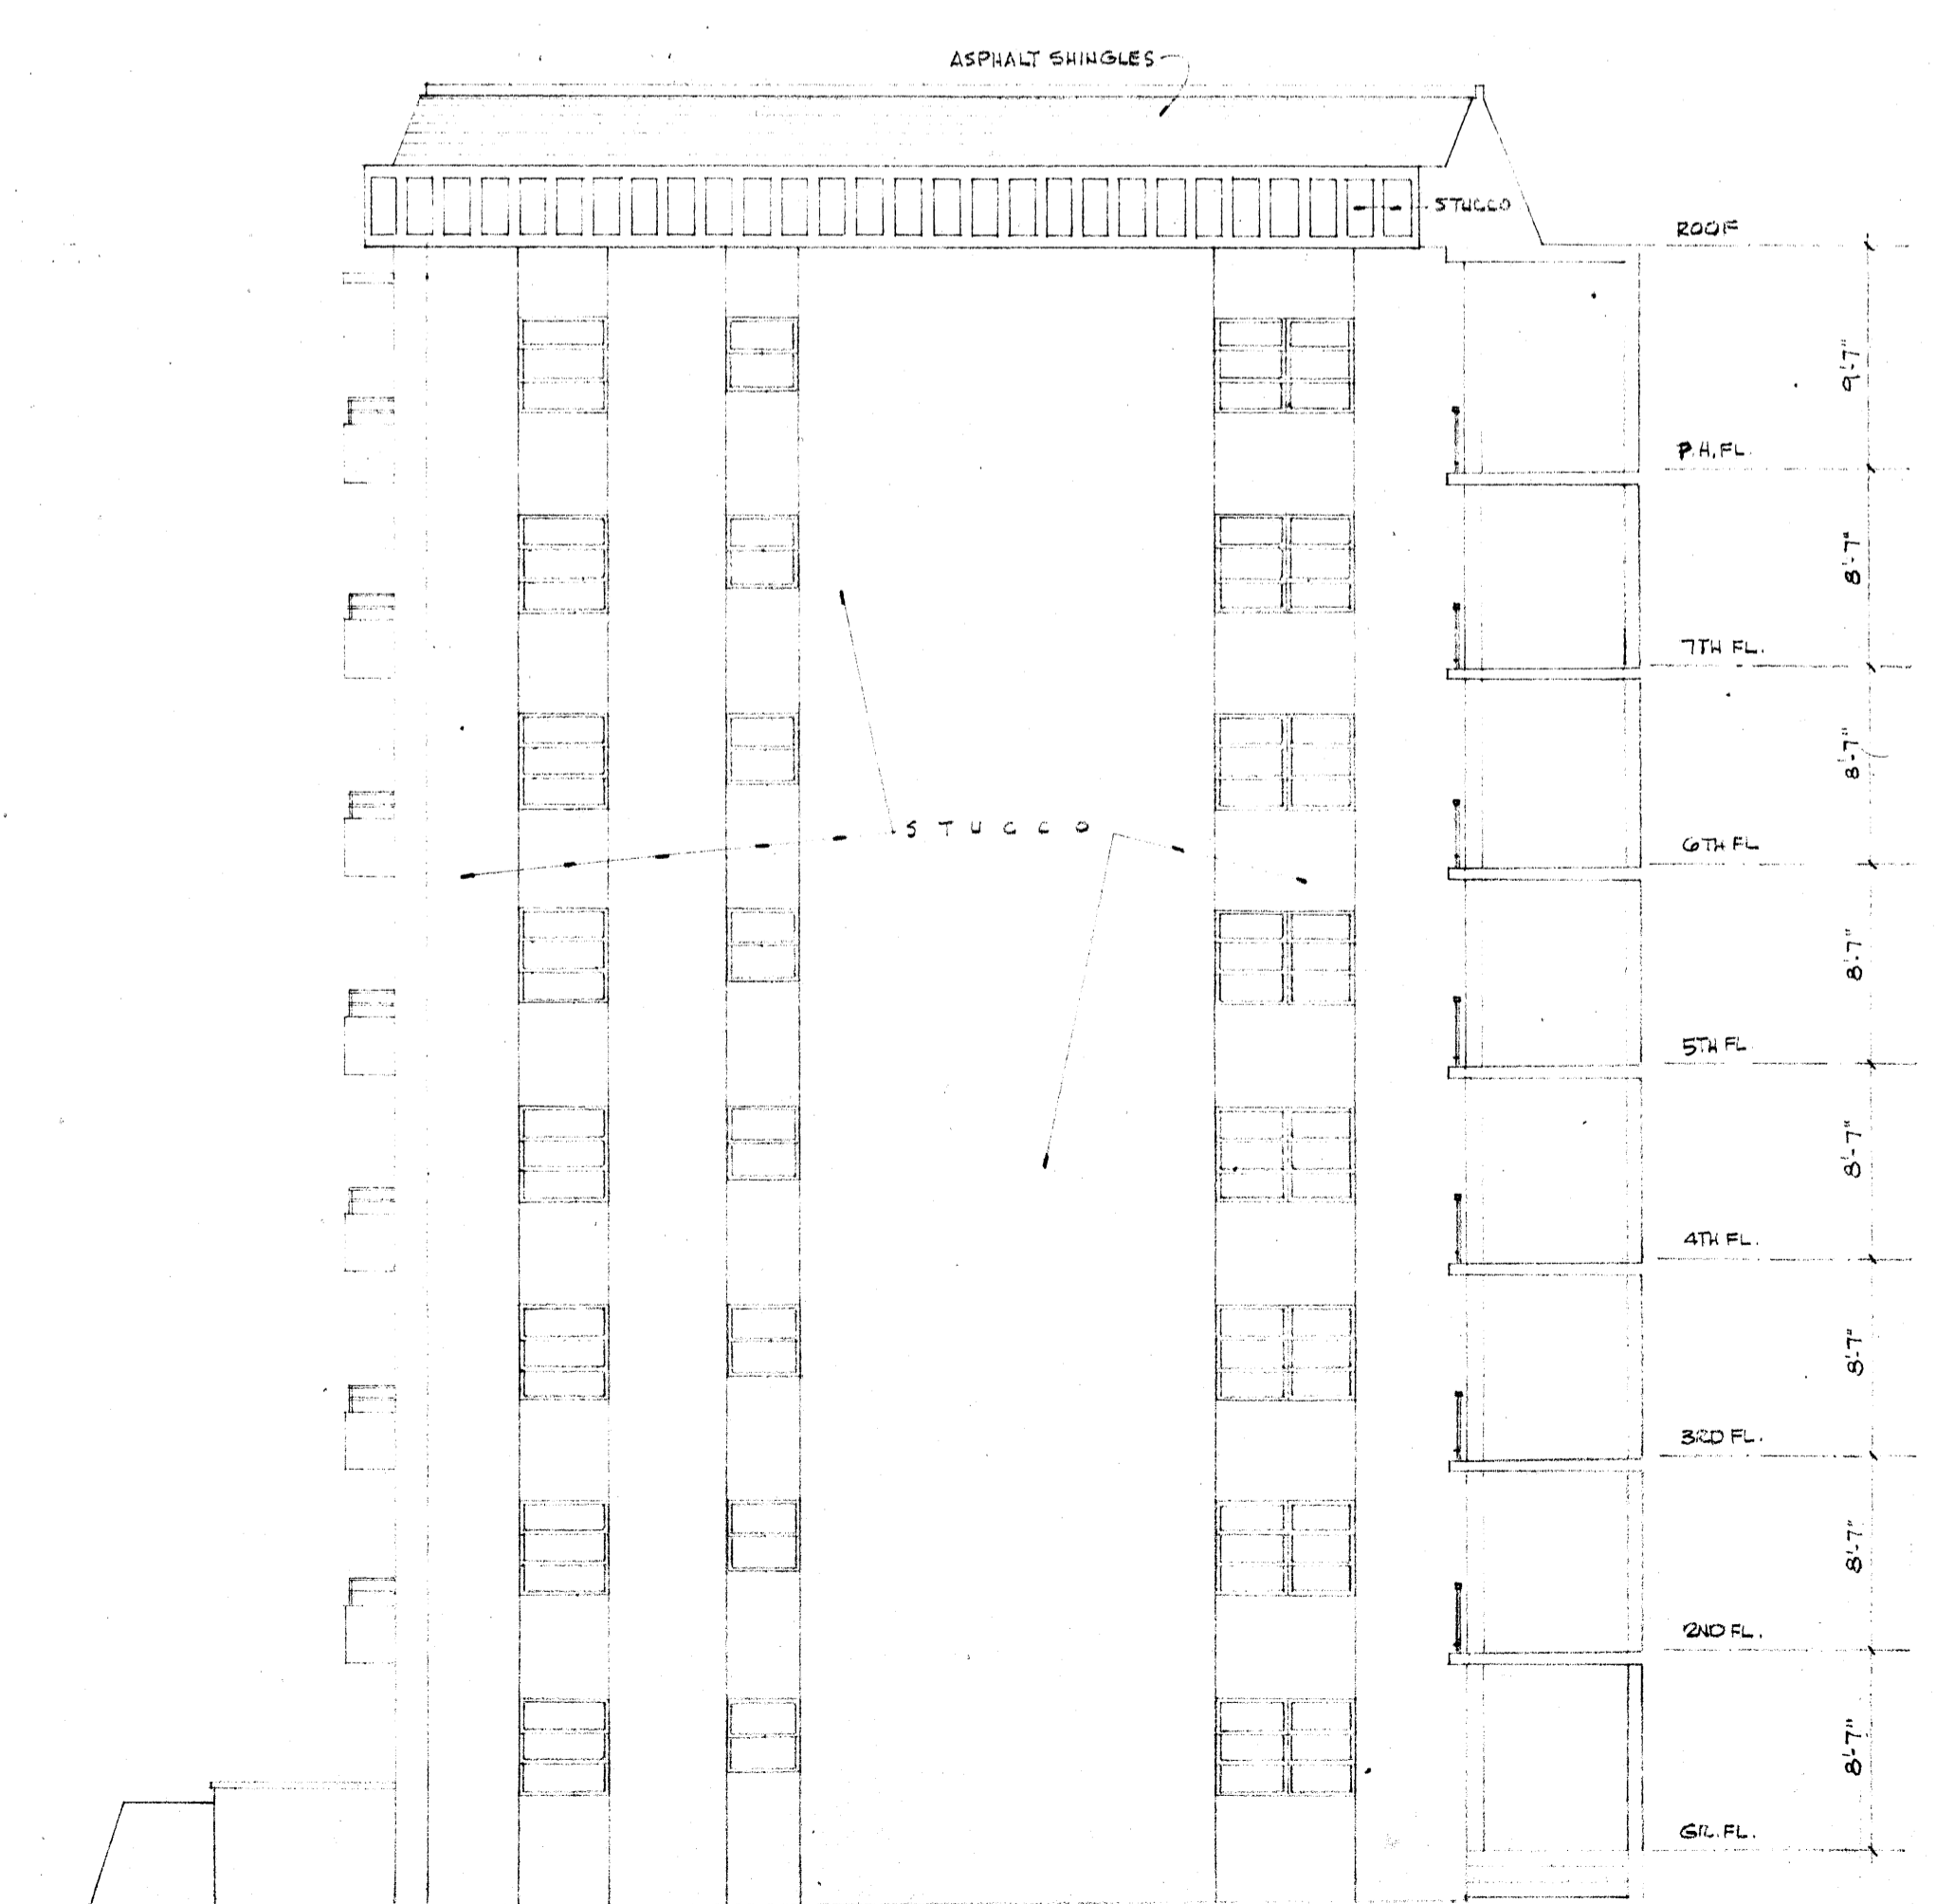 ASPHALT SHINGLES
STUCCO
ROOF
9'-7"
P.H. FL.
8'-7"
7TH FL.
8'-7"
STUCCO
6TH FL
8'-7"
5TH FL
8'-7"
4TH FL.
8'-7"
3RD FL.
8'-7"
2ND FL.
8'-7"
GR. FL.